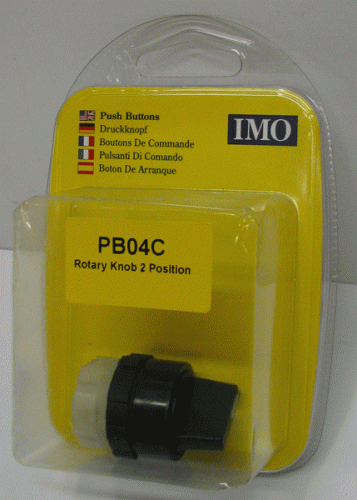 Push Buttons
Druckknopf
Boutons De Commande
Pulsanti Di Comando
Boton De Arranque
IMO
PB04C
Rotary Knob 2 Position